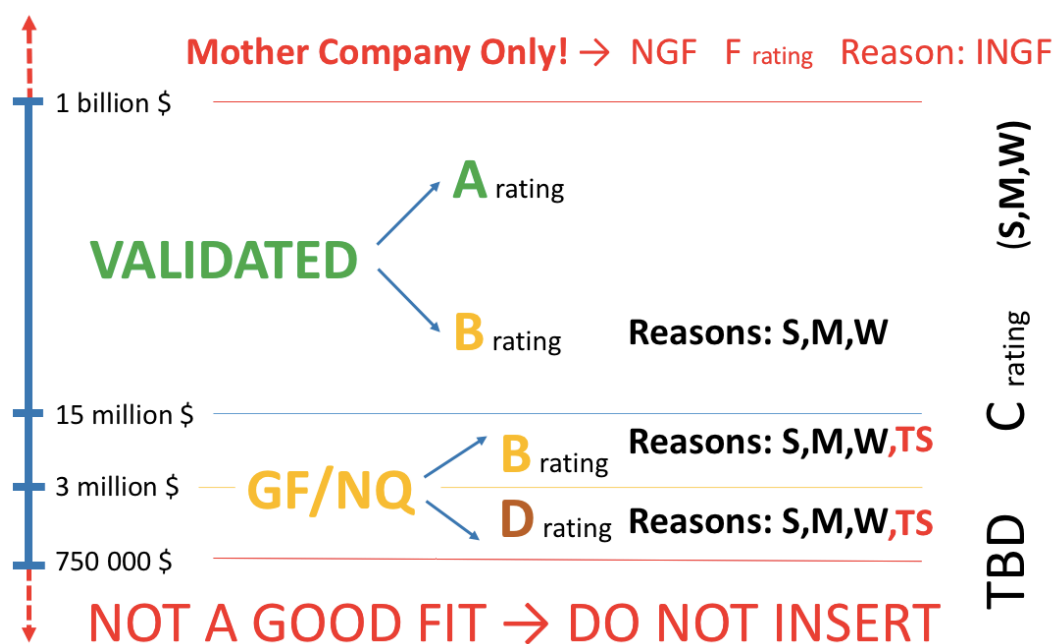 Mother Company Only! → NGF F rating Reason: INGF
1 billion $
A rating
VALIDATED
B rating Reasons: S,M,W
15 million $
B rating Reasons: S,M,W,TS
GF/NQ
3 million $
D rating Reasons: S,M,W,TS
750 000 $
NOT A GOOD FIT → DO NOT INSERT
TBD C rating (S,M,W)